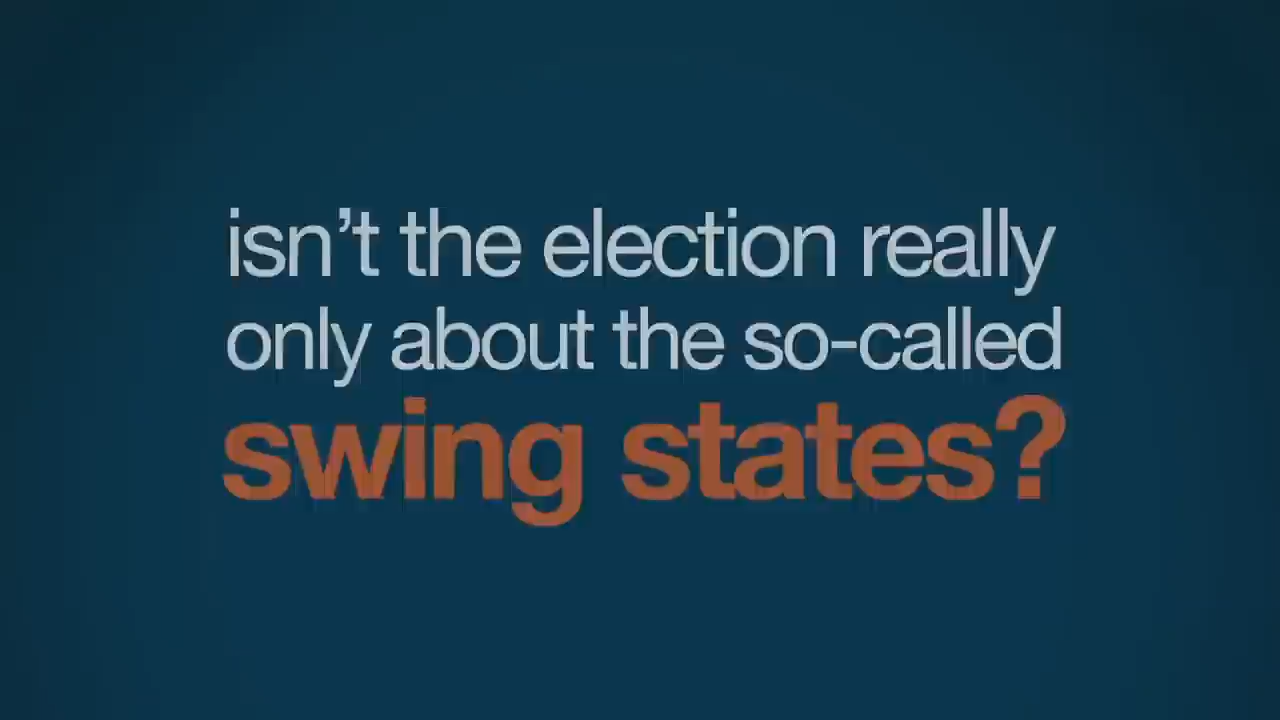 isn’t the election really
only about the so-called
swing states?